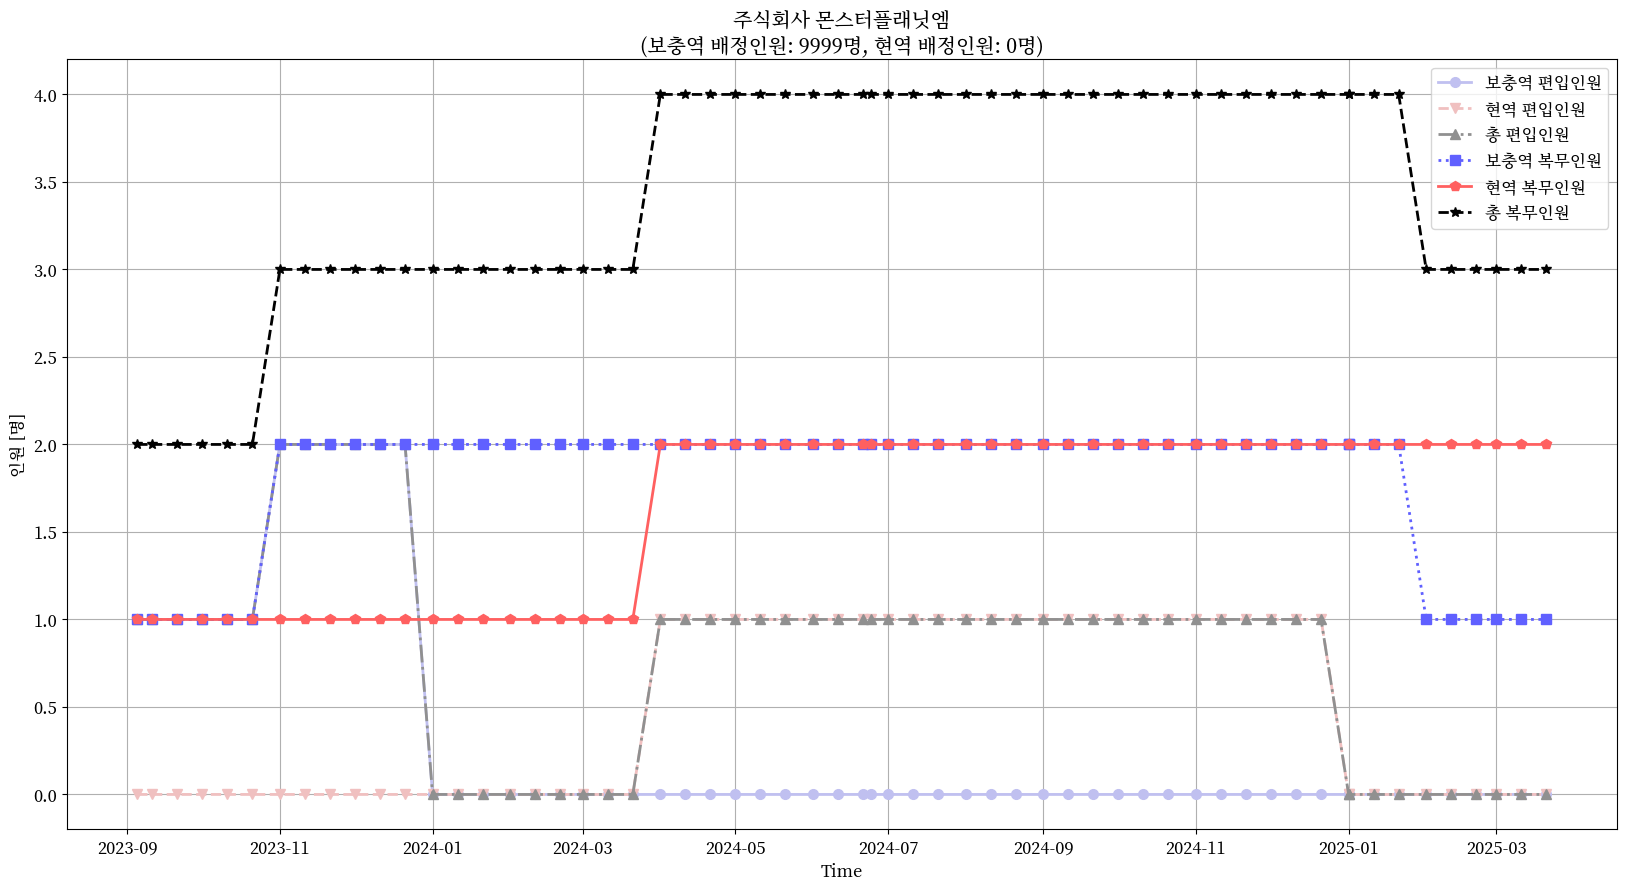 주식회사 몬스터플래닛엠
(보충역 배정인원: 9999명, 현역 배정인원: 0명)
보충역 편입인원
현역 편입인원
총 편입인원
보충역 복무인원
현역 복무인원
총 복무인원
4.0
3.5
3.0
2.5
2.0
1.5
1.0
0.5
0.0
인원 [명]
2023-09 2023-11 2024-01 2024-03 2024-05 2024-07 2024-09 2024-11 2025-01 2025-03
Time